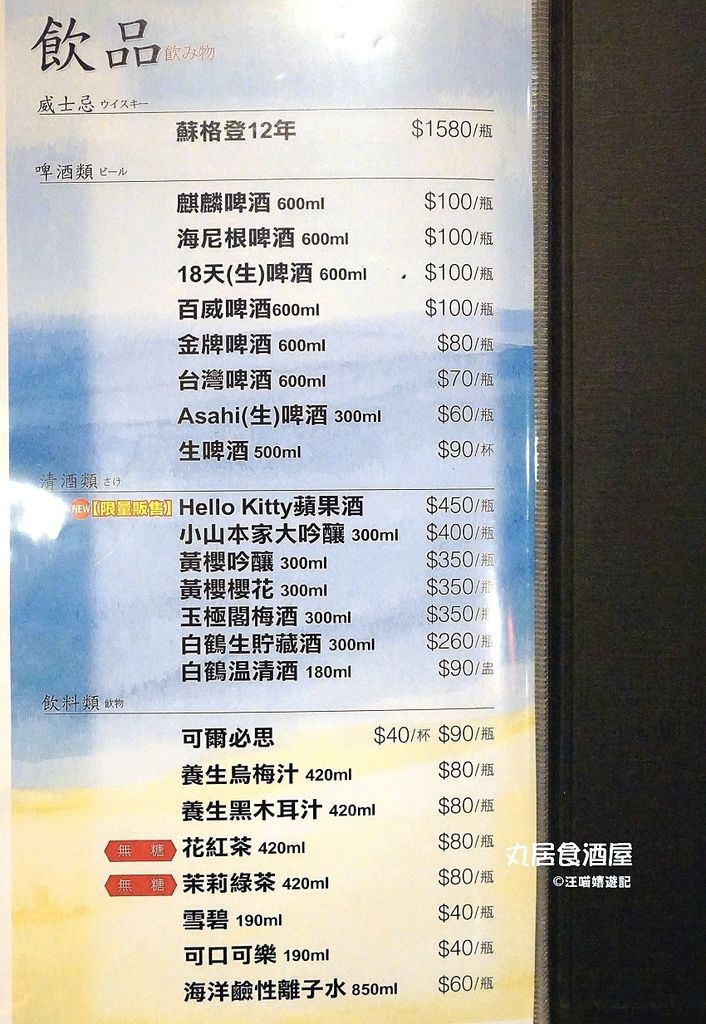 飲品 飲み物
威士忌 ウイスキー
蘇格登12年 $1580/瓶
啤酒類 ビール
麒麟啤酒 600ml $100/瓶
海尼根啤酒 600ml $100/瓶
18天(生)啤酒 600ml $100/瓶
百威啤酒600ml $100/瓶
金牌啤酒 600ml $80/瓶
台灣啤酒 600ml $70/瓶
Asahi(生)啤酒 300ml $60/瓶
生啤酒 500ml $90/杯
清酒類 さけ
NEW【限量販售】Hello Kitty蘋果酒 $450/瓶
小山本家大吟釀 300ml $400/瓶
黃櫻吟釀 300ml $350/瓶
黃櫻櫻花 300ml $350/瓶
玉極閣梅酒 300ml $350/瓶
白鶴生貯藏酒 300ml $260/瓶
白鶴温清酒 180ml $90/盅
飲料類 飲物
可爾必思 $40/杯 $90/瓶
養生烏梅汁 420ml $80/瓶
養生黑木耳汁 420ml $80/瓶
無糖 花紅茶 420ml $80/瓶
無糖 茉莉綠茶 420ml $80/瓶
雪碧 190ml $40/瓶
可口可樂 190ml $40/瓶
海洋鹼性離子水 850ml $60/瓶
丸居食酒屋
©汪喵嬉遊記